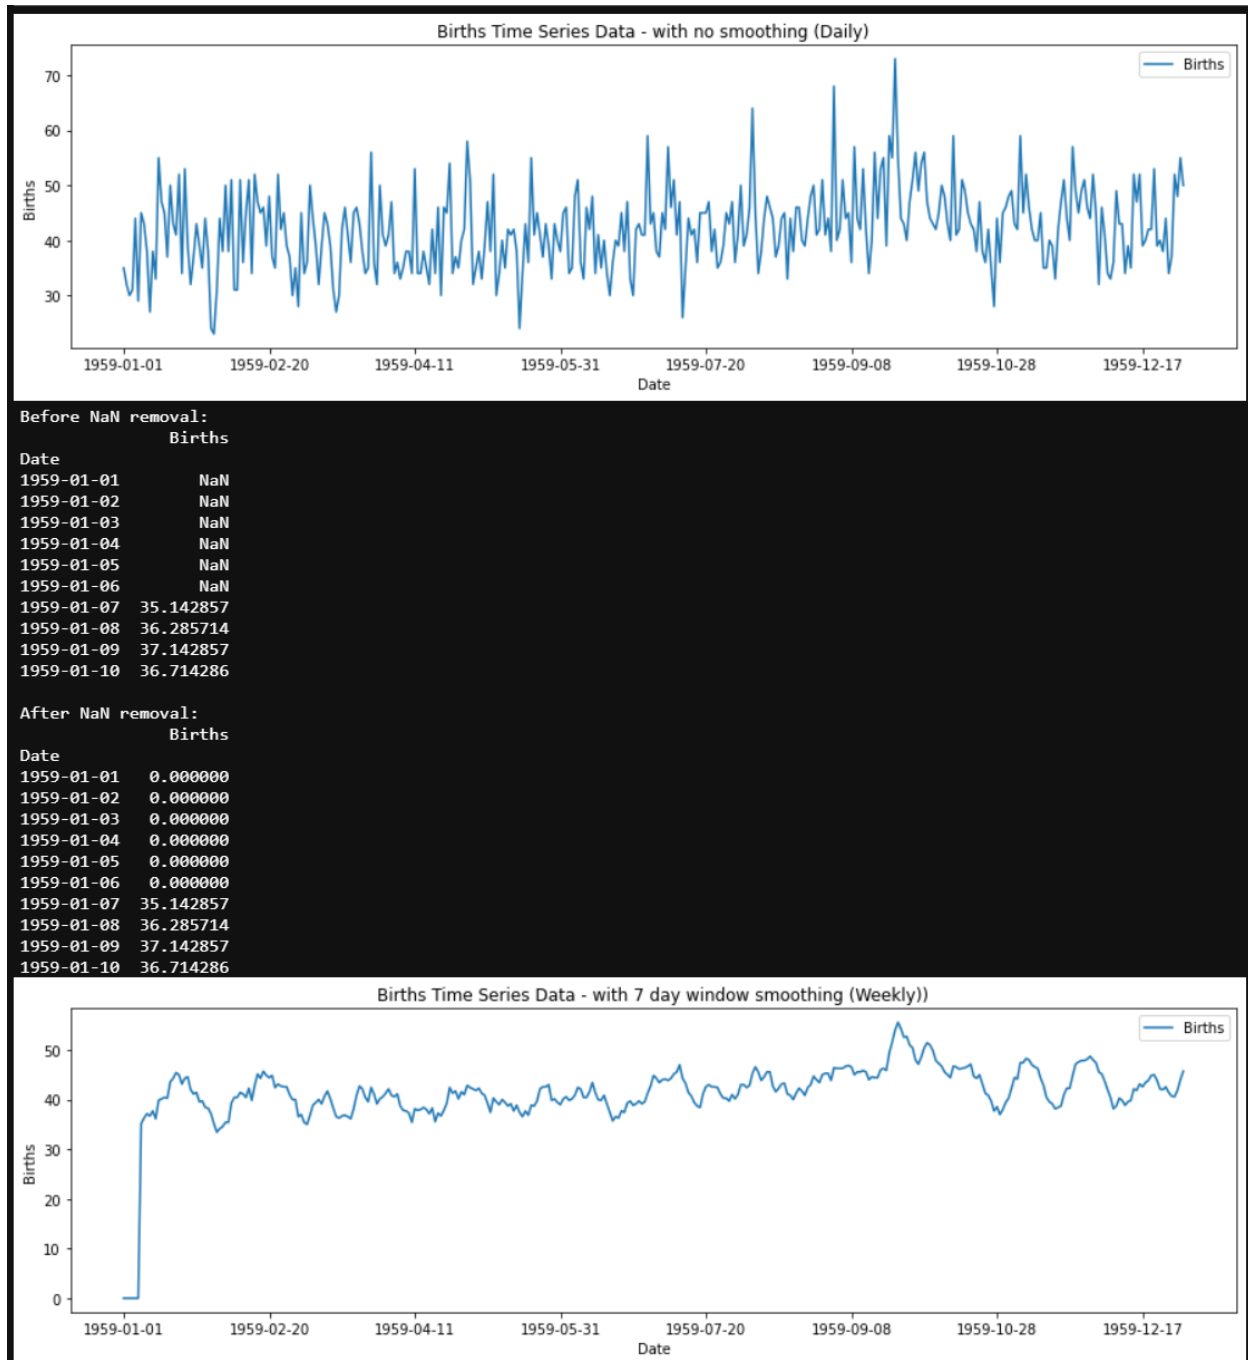 Births Time Series Data - with no smoothing (Daily)
Births
70
60
50
40
30
Births
1959-01-01 1959-02-20 1959-04-11 1959-05-31 1959-07-20 1959-09-08 1959-10-28 1959-12-17
Date
Before NaN removal:
Births
Date
1959-01-01 NaN
1959-01-02 NaN
1959-01-03 NaN
1959-01-04 NaN
1959-01-05 NaN
1959-01-06 NaN
1959-01-07 35.142857
1959-01-08 36.285714
1959-01-09 37.142857
1959-01-10 36.714286
After NaN removal:
Births
Date
1959-01-01 0.000000
1959-01-02 0.000000
1959-01-03 0.000000
1959-01-04 0.000000
1959-01-05 0.000000
1959-01-06 0.000000
1959-01-07 35.142857
1959-01-08 36.285714
1959-01-09 37.142857
1959-01-10 36.714286
Births Time Series Data - with 7 day window smoothing (Weekly))
Births
50
40
30
20
10
0
Births
1959-01-01 1959-02-20 1959-04-11 1959-05-31 1959-07-20 1959-09-08 1959-10-28 1959-12-17
Date